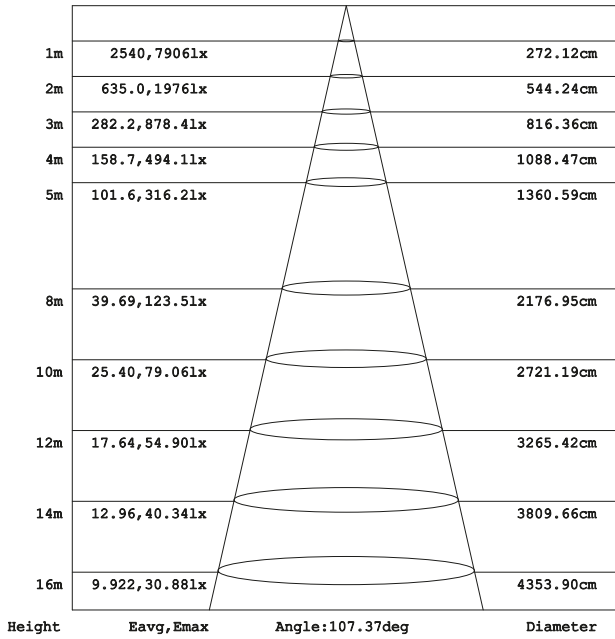 1m 2540,7906lx 272.12cm
2m 635.0,1976lx 544.24cm
3m 282.2,878.4lx 816.36cm
4m 158.7,494.1lx 1088.47cm
5m 101.6,316.2lx 1360.59cm
8m 39.69,123.5lx 2176.95cm
10m 25.40,79.06lx 2721.19cm
12m 17.64,54.90lx 3265.42cm
14m 12.96,40.34lx 3809.66cm
16m 9.922,30.88lx 4353.90cm
Height Eavg,Emax Angle:107.37deg Diameter